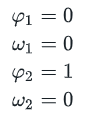 φ₁ = 0
ω₁ = 0
φ₂ = 1
ω₂ = 0